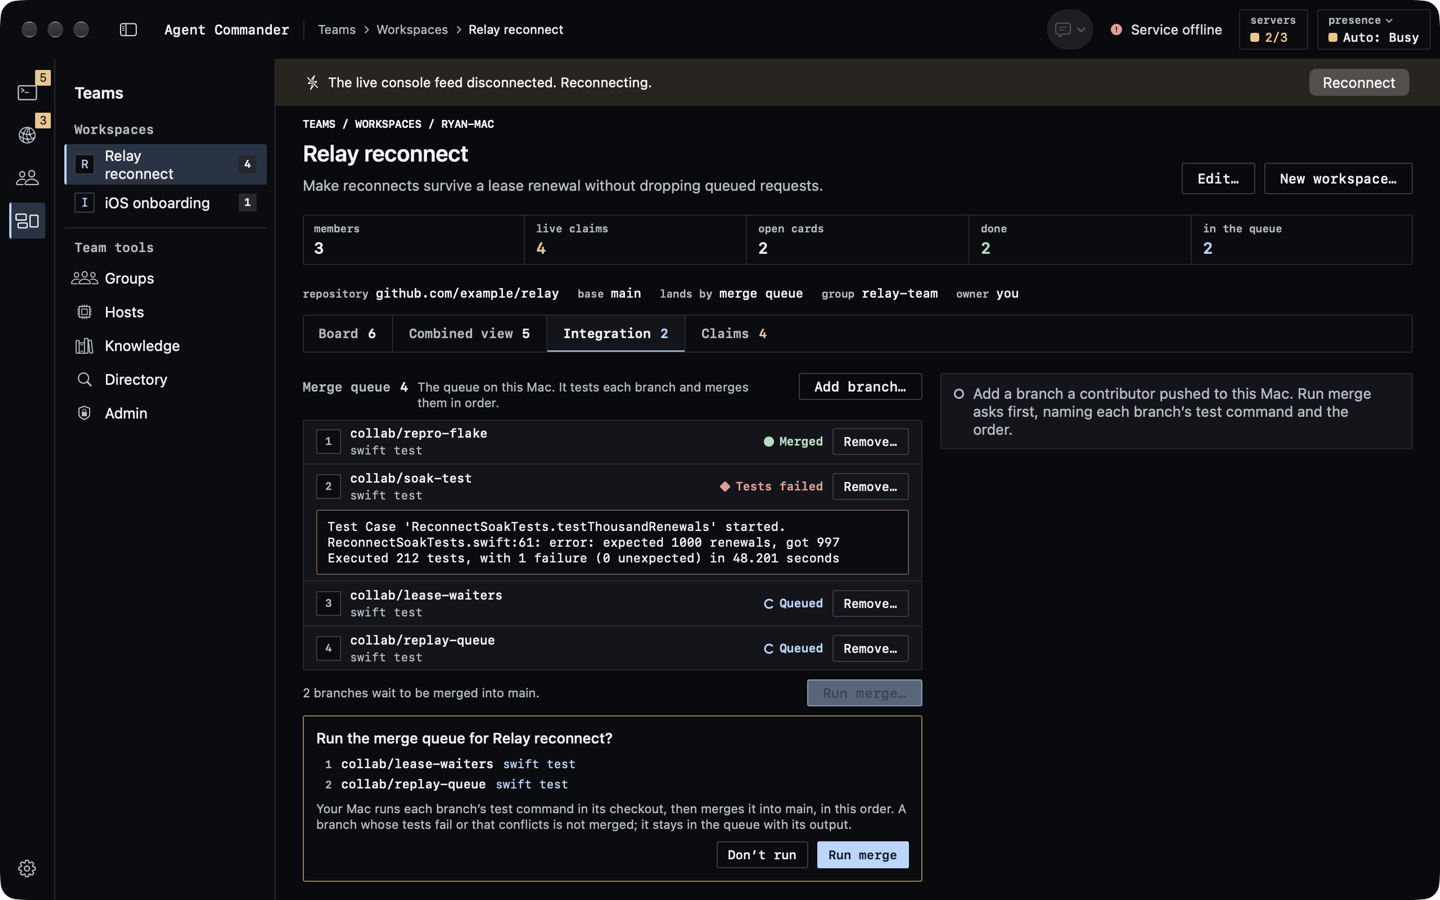 Agent Commander
Teams > Workspaces > Relay reconnect
Service offline
servers
2/3
presence
Auto: Busy
5
3
Teams
Workspaces
R
Relay reconnect
4
I
iOS onboarding
1
Team tools
Groups
Hosts
Knowledge
Directory
Admin
The live console feed disconnected. Reconnecting.
Reconnect
TEAMS / WORKSPACES / RYAN-MAC
Relay reconnect
Make reconnects survive a lease renewal without dropping queued requests.
Edit…
New workspace…
members
3
live claims
4
open cards
2
done
2
in the queue
2
repository github.com/example/relay base main lands by merge queue group relay-team owner you
Board 6
Combined view 5
Integration 2
Claims 4
Merge queue 4
The queue on this Mac. It tests each branch and merges
them in order.
Add branch…
1
collab/repro-flake
swift test
Merged
Remove…
2
collab/soak-test
swift test
Tests failed
Remove…
Test Case 'ReconnectSoakTests.testThousandRenewals' started.
ReconnectSoakTests.swift:61: error: expected 1000 renewals, got 997
Executed 212 tests, with 1 failure (0 unexpected) in 48.201 seconds
3
collab/lease-waiters
swift test
Queued
Remove…
4
collab/replay-queue
swift test
Queued
Remove…
2 branches wait to be merged into main.
Run merge…
Run the merge queue for Relay reconnect?
1 collab/lease-waiters swift test
2 collab/replay-queue swift test
Your Mac runs each branch’s test command in its checkout, then merges it into main, in this order. A
branch whose tests fail or that conflicts is not merged; it stays in the queue with its output.
Don’t run
Run merge
Add a branch a contributor pushed to this Mac. Run merge
asks first, naming each branch’s test command and the
order.